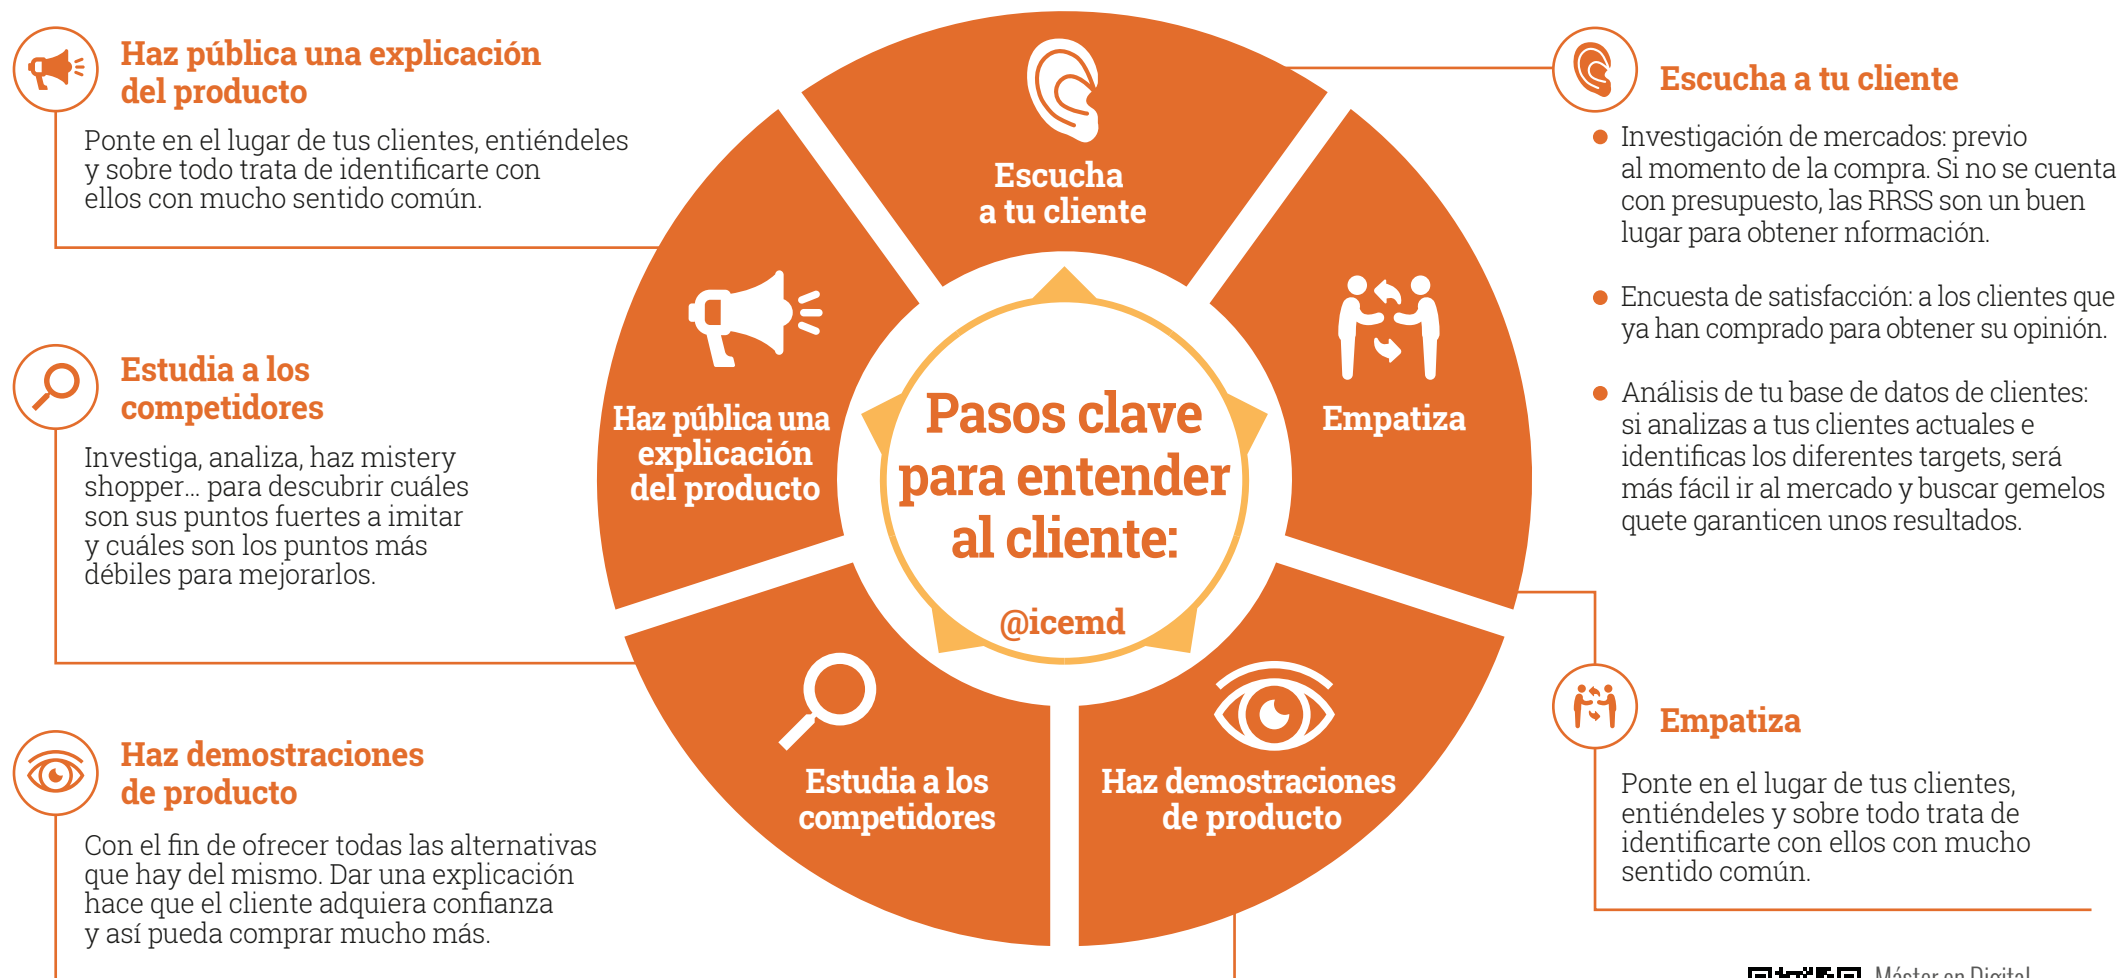 Haz pública una explicación
del producto
Ponte en el lugar de tus clientes, entiéndeles
y sobre todo trata de identificarte con
ellos con mucho sentido común.
Estudia a los
competidores
Investiga, analiza, haz mistery
shopper... para descubrir cuáles
son sus puntos fuertes a imitar
y cuáles son los puntos más
débiles para mejorarlos.
Haz demostraciones
de producto
Con el fin de ofrecer todas las alternativas
que hay del mismo. Dar una explicación
hace que el cliente adquiera confianza
y así pueda comprar mucho más.
Escucha
a tu cliente
Empatiza
Haz demostraciones
de producto
Estudia a los
competidores
Haz pública una
explicación
del producto
Pasos clave
para entender
al cliente:
@icemd
Escucha a tu cliente
Investigación de mercados: previo
al momento de la compra. Si no se cuenta
con presupuesto, las RRSS son un buen
lugar para obtener nformación.
Encuesta de satisfacción: a los clientes que
ya han comprado para obtener su opinión.
Análisis de tu base de datos de clientes:
si analizas a tus clientes actuales e
identificas los diferentes targets, será
más fácil ir al mercado y buscar gemelos
quete garanticen unos resultados.
Empatiza
Ponte en el lugar de tus clientes,
entiéndeles y sobre todo trata de
identificarte con ellos con mucho
sentido común.
Máster en Digital